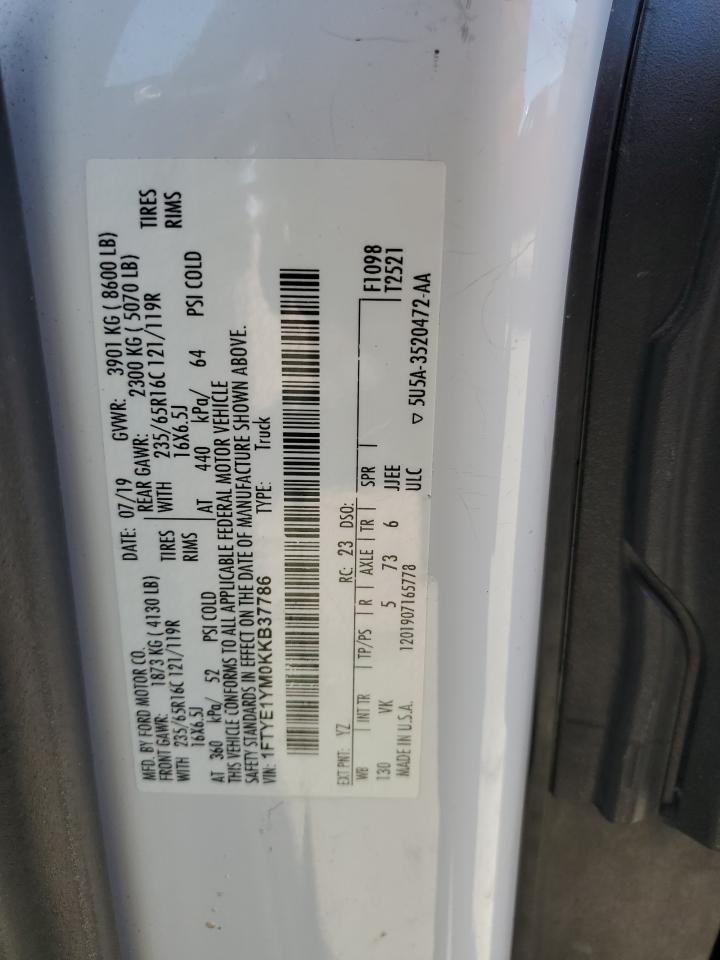 MFD. BY FORD MOTOR CO. DATE: 07/19 GVWR: 3901 KG ( 8600 LB)
FRONT GAWR: 1873 KG ( 4130 LB) REAR GAWR: 2300 KG ( 5070 LB)
WITH 235/65R16C 121/119R TIRES WITH 235/65R16C 121/119R TIRES
16X6.5J RIMS 16X6.5J RIMS
AT 360 kPa/ 52 PSI COLD AT 440 kPa/ 64 PSI COLD
THIS VEHICLE CONFORMS TO ALL APPLICABLE FEDERAL MOTOR VEHICLE
SAFETY STANDARDS IN EFFECT ON THE DATE OF MANUFACTURE SHOWN ABOVE.
VIN: 1FTYE1YM0KKB37786 TYPE: Truck
EXT PNT: YZ RC: 23 DSO: F1098
WB INT TR TP/PS R AXLE TR SPR T2521
130 VK 5 73 6 JJEE
MADE IN U.S.A. 1201907165778 ULC ▽ 5U5A-3520472-AA